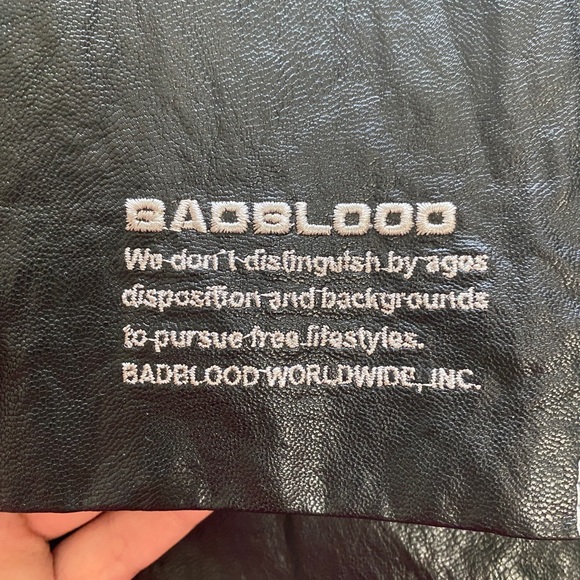 BADBLOOD
We don't distinguish by ages
disposition and backgrounds
to pursue free lifestyles.
BADBLOOD WORLDWIDE, INC.